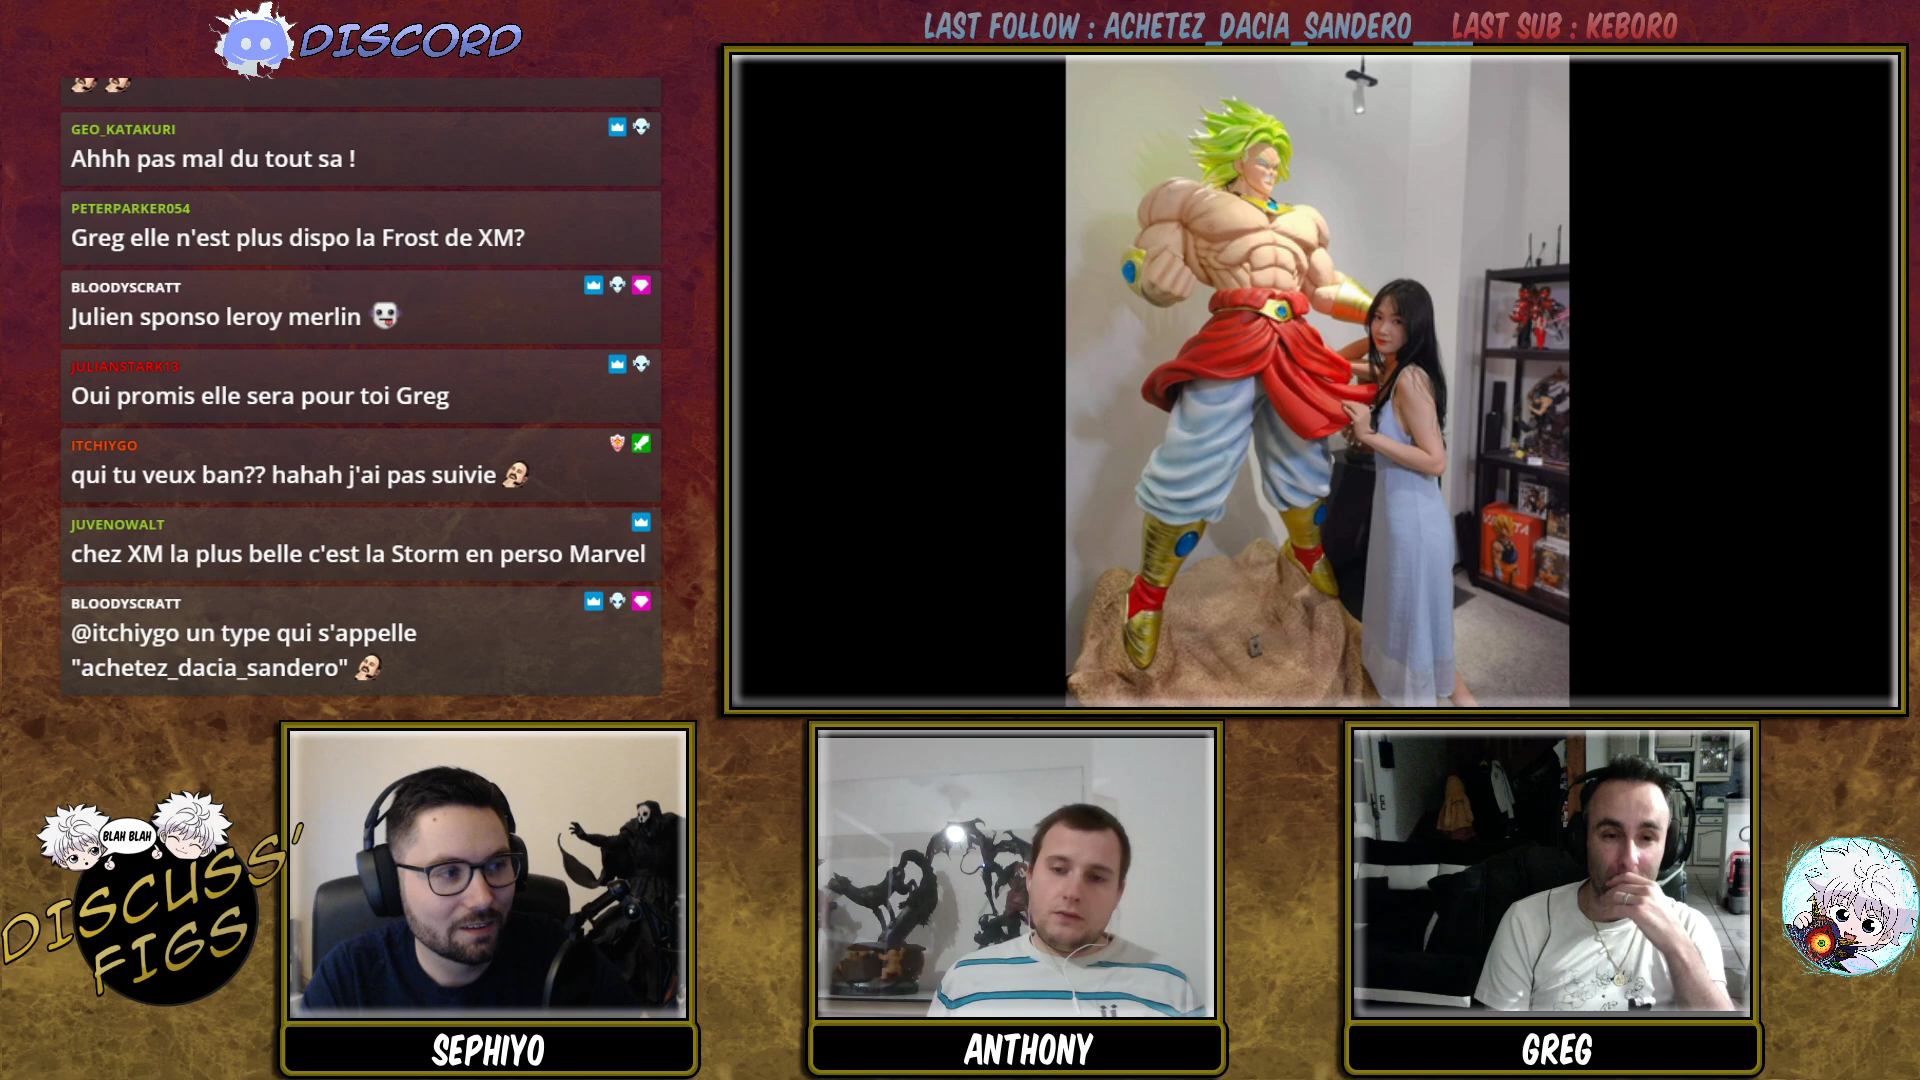 DISCORD
LAST FOLLOW : ACHETEZ_DACIA_SANDERO____
LAST SUB : KEBORO
GEO_KATAKURI
Ahhh pas mal du tout sa !
PETERPARKER054
Greg elle n'est plus dispo la Frost de XM?
BLOODYSCRATT
Julien sponso leroy merlin
JULIANSTARK13
Oui promis elle sera pour toi Greg
ITCHIYGO
qui tu veux ban?? hahah j'ai pas suivie
JUVENOWALT
chez XM la plus belle c'est la Storm en perso Marvel
BLOODYSCRATT
@itchiygo un type qui s'appelle
"achetez_dacia_sandero"
BLAH BLAH
DISCUSS'
FIGS
SEPHIYO
ANTHONY
GREG